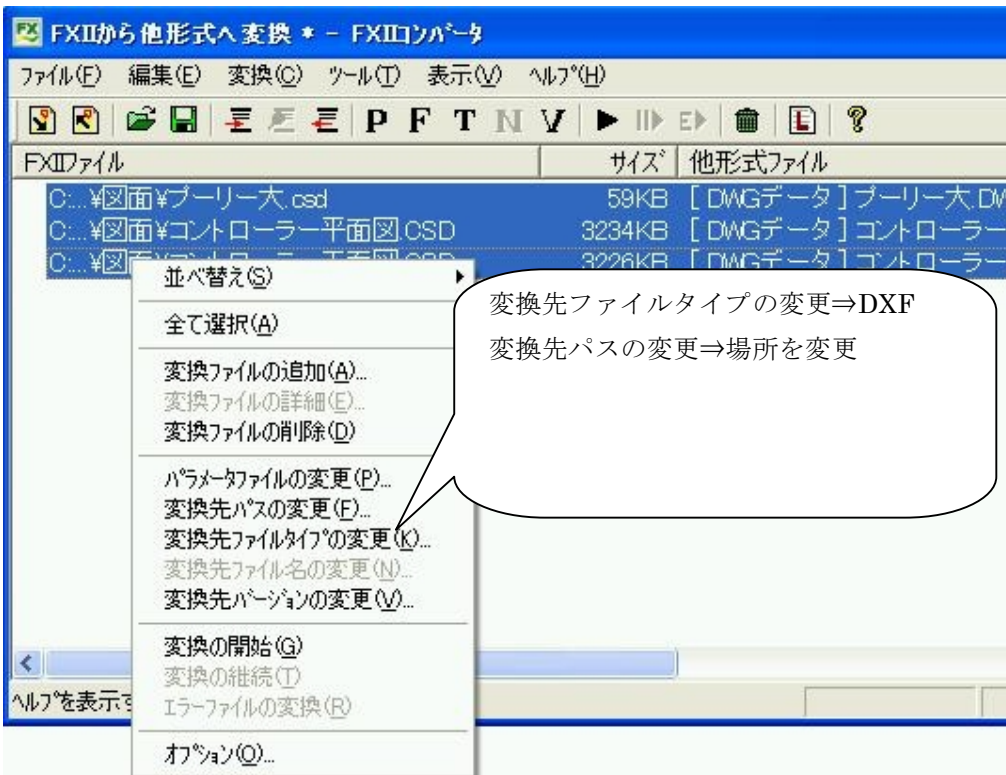 FXIIから他形式へ変換 * - FXIIコンバータ
ファイル(F) 編集(E) 変換(C) ツール(T) 表示(V) ヘルプ(H)
P F T N V
FXIIファイル サイズ 他形式ファイル
C:...¥図面¥プーリー大.csd 59KB [ DWGデータ ] プーリー大.DW
C:...¥図面¥コントローラー平面図.CSD 3234KB [ DWGデータ ] コントローラー
C:...¥図 3226KB [ DWGデータ ] コントローラー
並べ替え(S)
全て選択(A)
変換ファイルの追加(A)...
変換ファイルの詳細(E)...
変換ファイルの削除(D)
パラメータファイルの変更(P)...
変換先パスの変更(F)...
変換先ファイルタイプの変更(K)...
変換先ファイル名の変更(N)...
変換先バージョンの変更(V)...
変換の開始(G)
変換の継続(T)
エラーファイルの変換(R)
オプション(O)...
変換先ファイルタイプの変更⇒DXF
変換先パスの変更⇒場所を変更
ヘルプを表示す